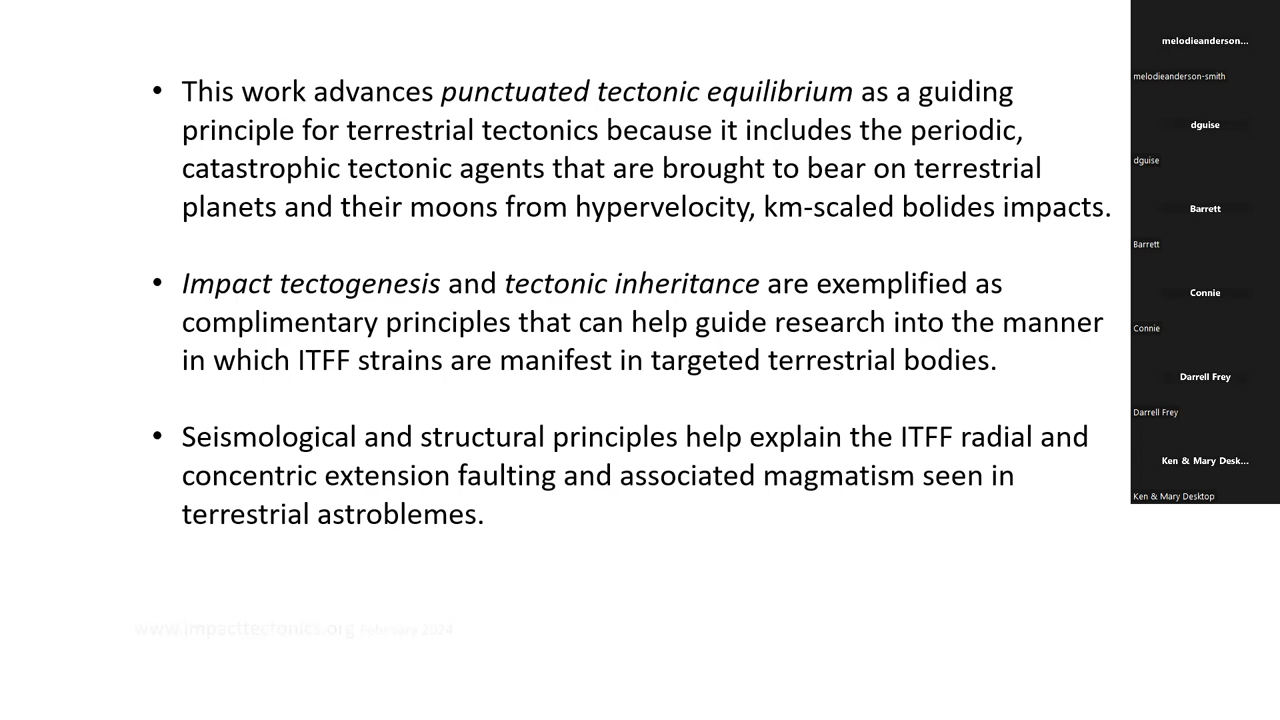 • This work advances punctuated tectonic equilibrium as a guiding
principle for terrestrial tectonics because it includes the periodic,
catastrophic tectonic agents that are brought to bear on terrestrial
planets and their moons from hypervelocity, km-scaled bolides impacts.
• Impact tectogenesis and tectonic inheritance are exemplified as
complimentary principles that can help guide research into the manner
in which ITFF strains are manifest in targeted terrestrial bodies.
• Seismological and structural principles help explain the ITFF radial and
concentric extension faulting and associated magmatism seen in
terrestrial astroblemes.
www.impacttectonics.org February 2024
melodieanderson...
melodieanderson-smith
dguise
dguise
Barrett
Barrett
Connie
Connie
Darrell Frey
Darrell Frey
Ken & Mary Desk...
Ken & Mary Desktop